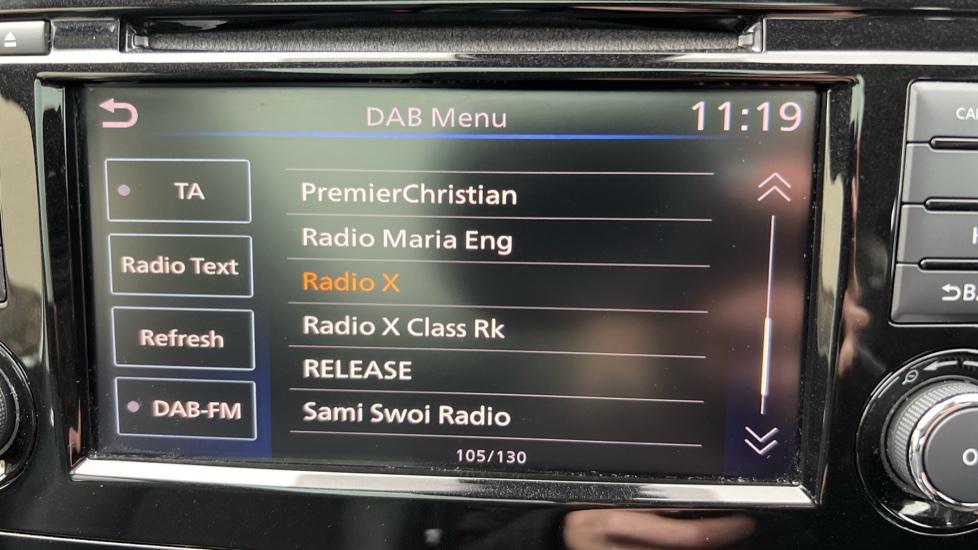 DAB Menu
11:19
TA
Radio Text
Refresh
DAB-FM
PremierChristian
Radio Maria Eng
Radio X
Radio X Class Rk
RELEASE
Sami Swoi Radio
105/130